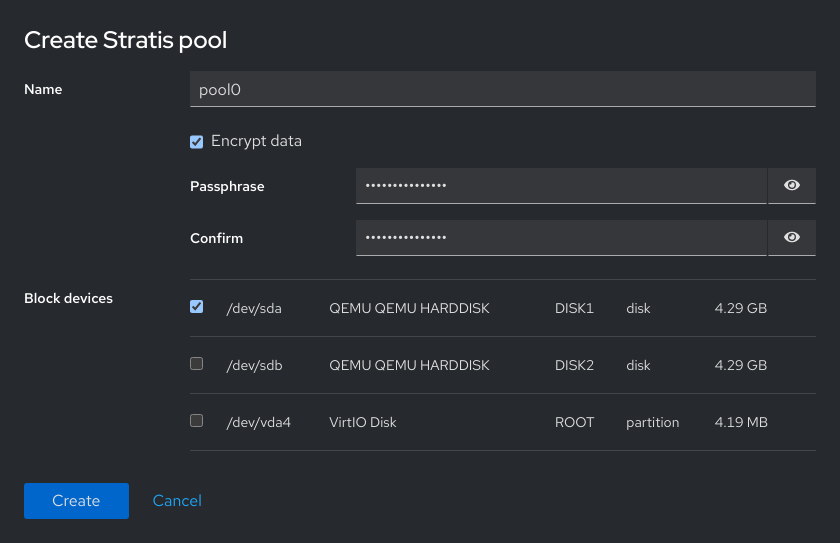 Create Stratis pool
Name pool0
Encrypt data
Passphrase •••••••••••••••
Confirm •••••••••••••••
Block devices /dev/sda QEMU QEMU HARDDISK DISK1 disk 4.29 GB
/dev/sdb QEMU QEMU HARDDISK DISK2 disk 4.29 GB
/dev/vda4 VirtIO Disk ROOT partition 4.19 MB
Create Cancel